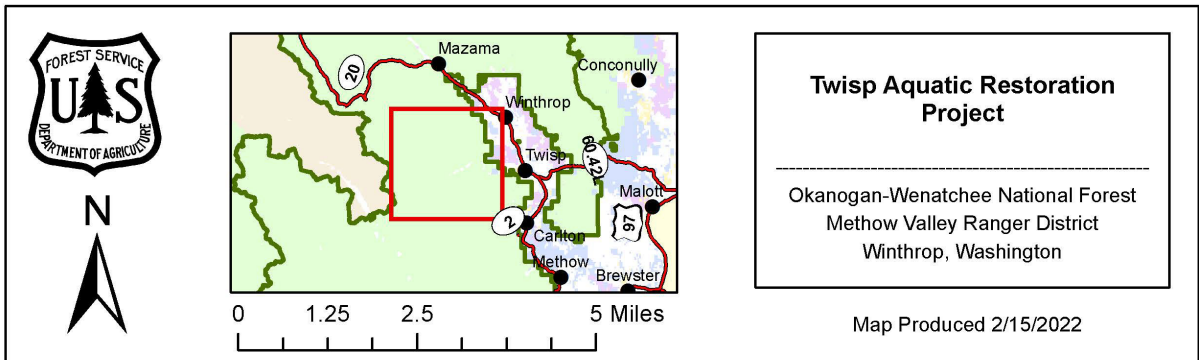 FOREST SERVICE
US
DEPARTMENT OF AGRICULTURE
N
Mazama
20
Conconully
Winthrop
Twisp
60.42L
Malott
97
2
Carlton
Methow
Brewster
0 1.25 2.5 5 Miles
Twisp Aquatic Restoration
Project
Okanogan-Wenatchee National Forest
Methow Valley Ranger District
Winthrop, Washington
Map Produced 2/15/2022